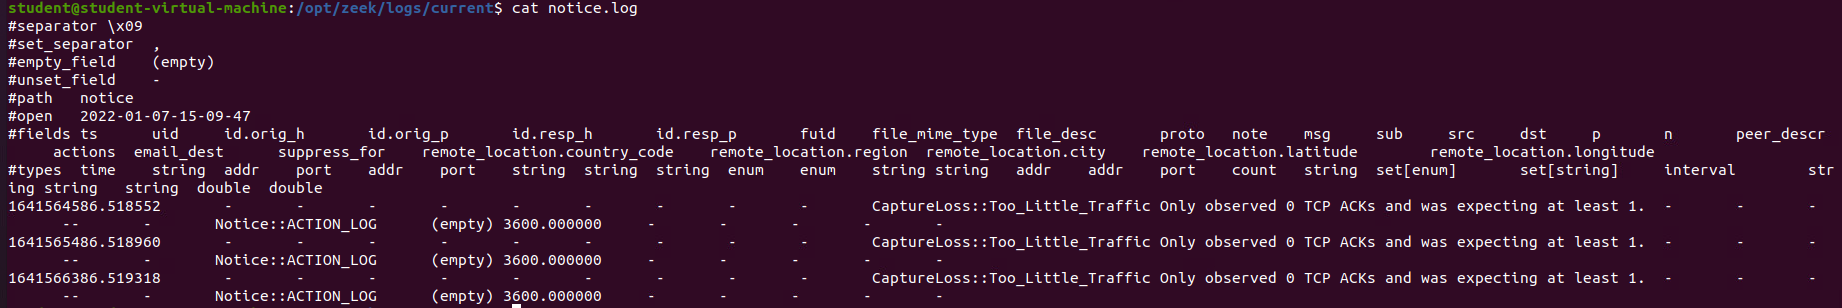 student@student-virtual-machine:/opt/zeek/logs/current$ cat notice.log
#separator \x09
#set_separator  ,
#empty_field    (empty)
#unset_field    -
#path   notice
#open   2022-01-07-15-09-47
#fields ts      uid     id.orig_h       id.orig_p       id.resp_h       id.resp_p       fuid    file_mime_type  file_desc       proto   note    msg     sub     src     dst     p       n       peer_descr
     actions  email_dest      suppress_for    remote_location.country_code    remote_location.region  remote_location.city    remote_location.latitude        remote_location.longitude
#types  time    string  addr    port    addr    port    string  string  string  enum    enum    string string   addr    addr    port    count   string  set[enum]       set[string]     interval        str
ing string   string  double  double
1641564586.518552       -       -       -       -       -       -       -       -       -       CaptureLoss::Too_Little_Traffic Only observed 0 TCP ACKs and was expecting at least 1.  -       -       -
      --       -       Notice::ACTION_LOG      (empty) 3600.000000     -       -       -       -       -
1641565486.518960       -       -       -       -       -       -       -       -       -       CaptureLoss::Too_Little_Traffic Only observed 0 TCP ACKs and was expecting at least 1.  -       -       -
      --       -       Notice::ACTION_LOG      (empty) 3600.000000     -       -       -       -       -
1641566386.519318       -       -       -       -       -       -       -       -       -       CaptureLoss::Too_Little_Traffic Only observed 0 TCP ACKs and was expecting at least 1.  -       -       -
      --       -       Notice::ACTION_LOG      (empty) 3600.000000     -       -       -       -       -